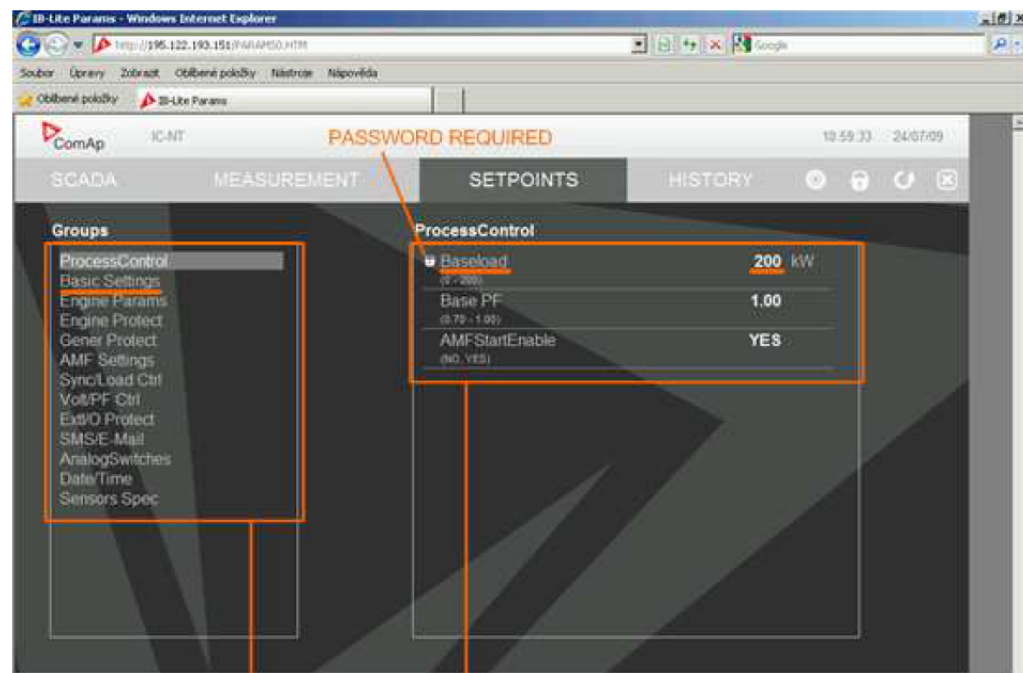 IB-Lite Params - Windows Internet Explorer
http://195.122.193.151/PARAMS0.HTM
Google
Soubor Úpravy Zobrazit Oblíbené položky Nástroje Nápověda
Oblíbené položky IB-Lite Params
ComAp IC-NT PASSWORD REQUIRED 10:59:33 24/07/09
SCADA MEASUREMENT SETPOINTS HISTORY
Groups
ProcessControl
Basic Settings
Engine Params
Engine Protect
Gener Protect
AMF Settings
Sync/Load Ctrl
Volt/PF Ctrl
ExtI/O Protect
SMS/E-Mail
AnalogSwitches
Date/Time
Sensors Spec
ProcessControl
Baseload 200 kW
(0 - 200)
Base PF 1.00
(0.70 - 1.00)
AMFStartEnable YES
(NO, YES)